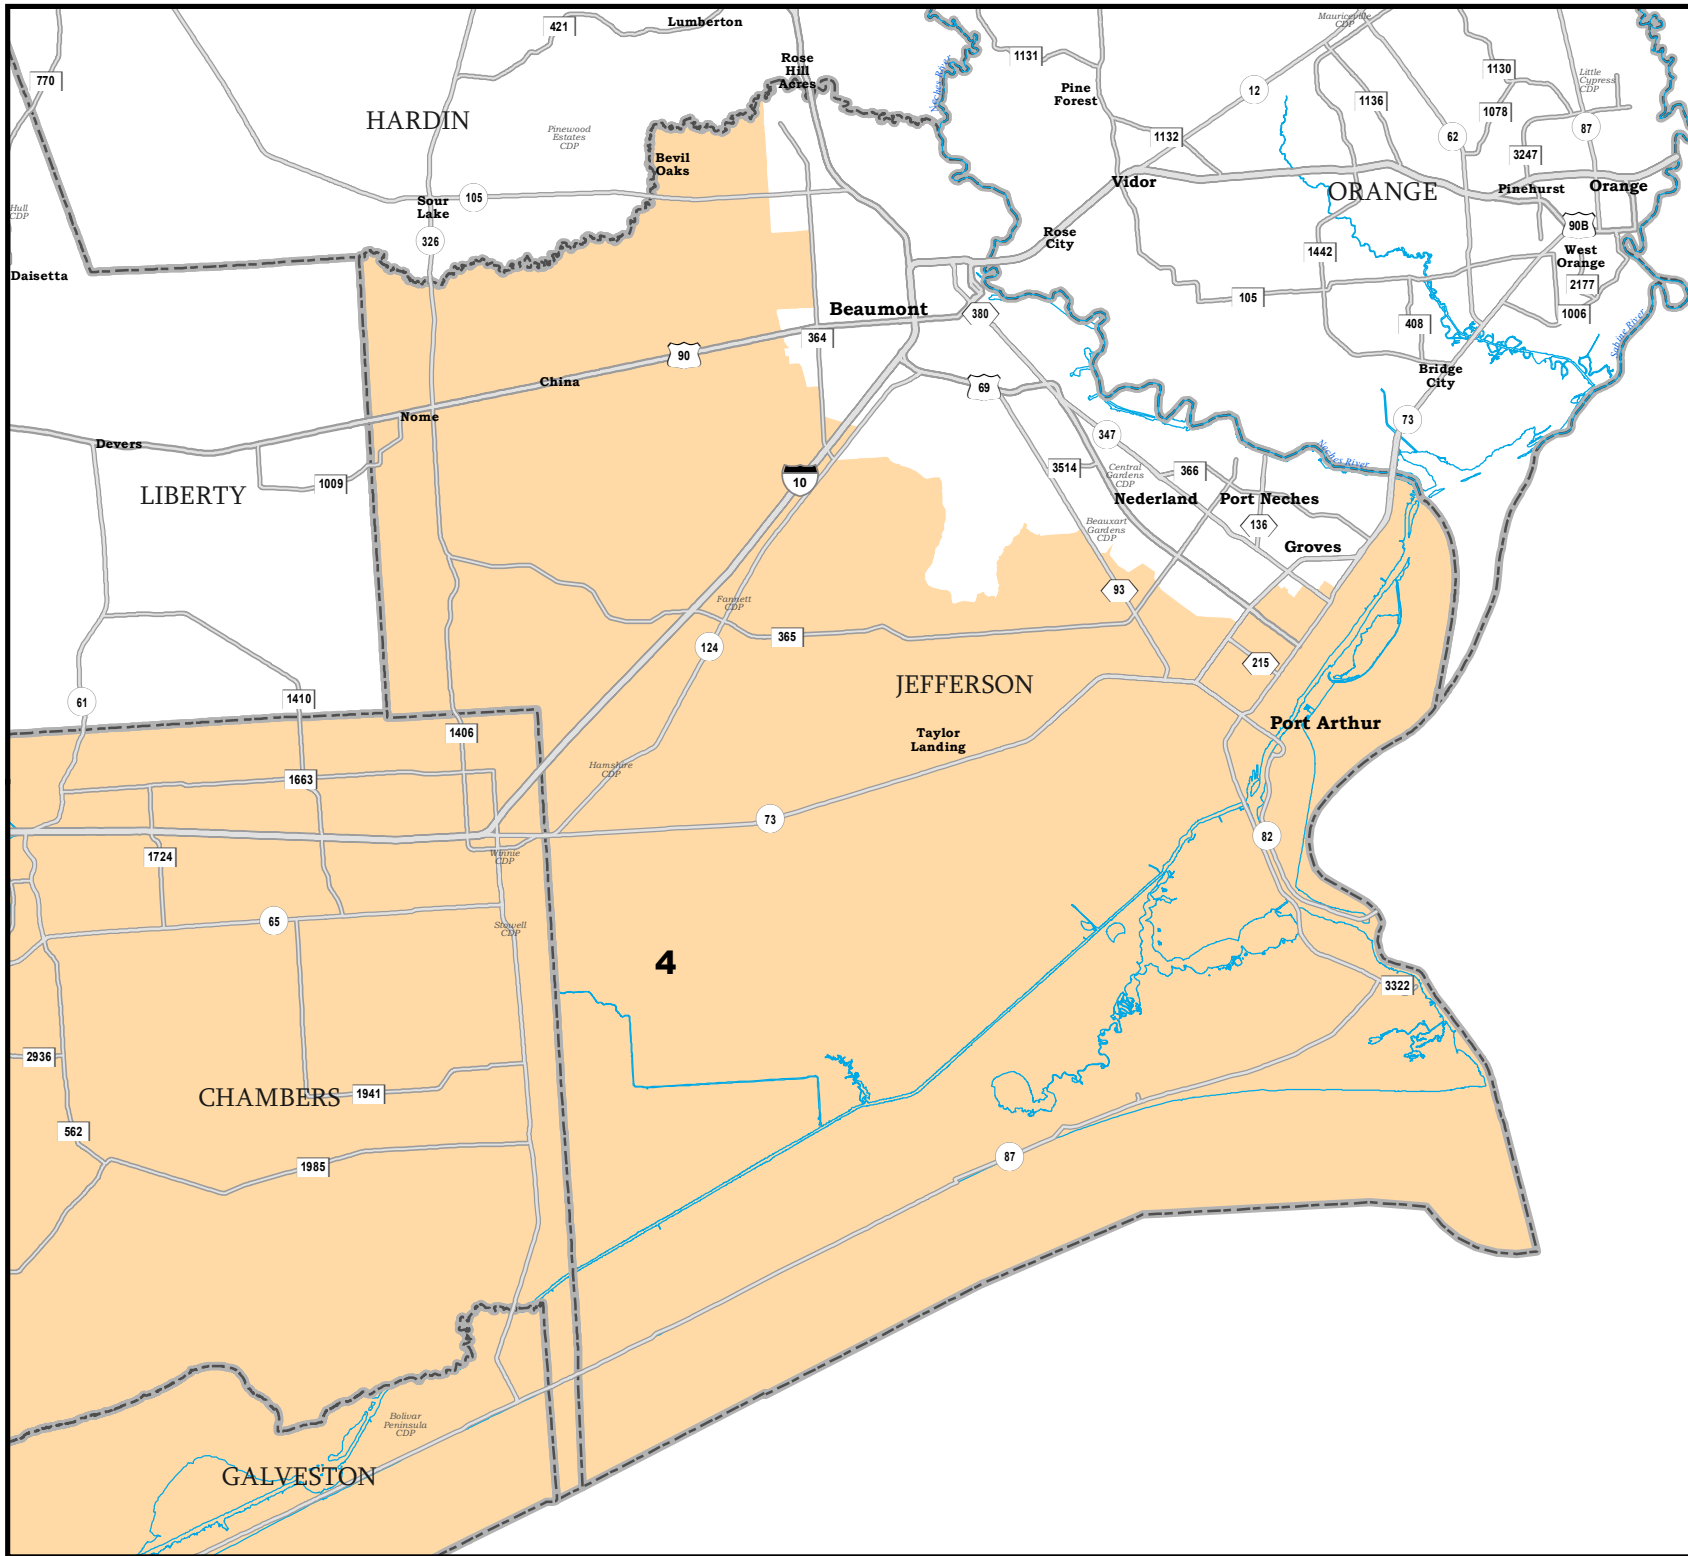 421
Lumberton
Mauriceville
CDP
770
Rose
Hill
Acres
1131
Neches River
Pine
Forest
12
1130
Little
Cypress
CDP
1136
1078
HARDIN
Pinewood
Estates
CDP
1132
62
87
Bevil
Oaks
3247
Vidor
ORANGE
Pinehurst
Orange
Hull
CDP
Sour
Lake
105
326
Rose
City
90B
1442
West
Orange
Daisetta
2177
105
Beaumont
380
1006
408
364
Sabine River
90
China
69
Bridge
City
Nome
73
347
Devers
Neches River
3514
Central
Gardens
CDP
366
10
1009
LIBERTY
Nederland
Port Neches
Beauxart
Gardens
CDP
136
Groves
93
Fannett
CDP
365
124
215
JEFFERSON
61
1410
Port Arthur
1406
Taylor
Landing
Hamshire
CDP
1663
73
82
1724
Winnie
CDP
65
Stowell
CDP
4
3322
2936
CHAMBERS
1941
562
1985
87
Bolivar
Peninsula
CDP
GALVESTON